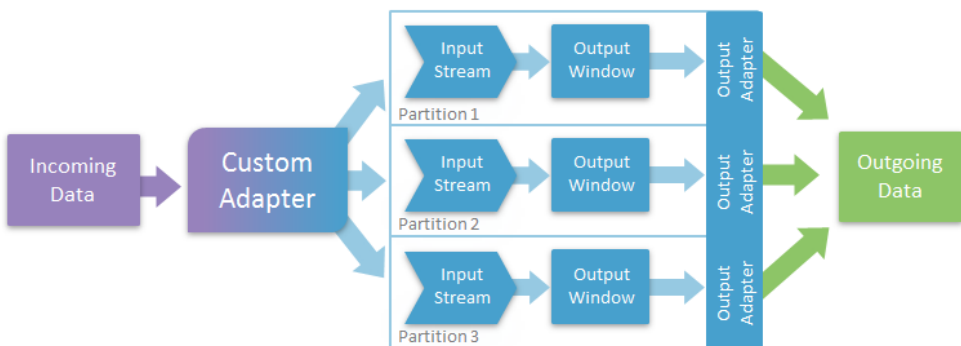 Incoming
Data
Custom
Adapter
Input
Stream
Output
Window
Output
Adapter
Partition 1
Input
Stream
Output
Window
Output
Adapter
Partition 2
Input
Stream
Output
Window
Output
Adapter
Partition 3
Outgoing
Data